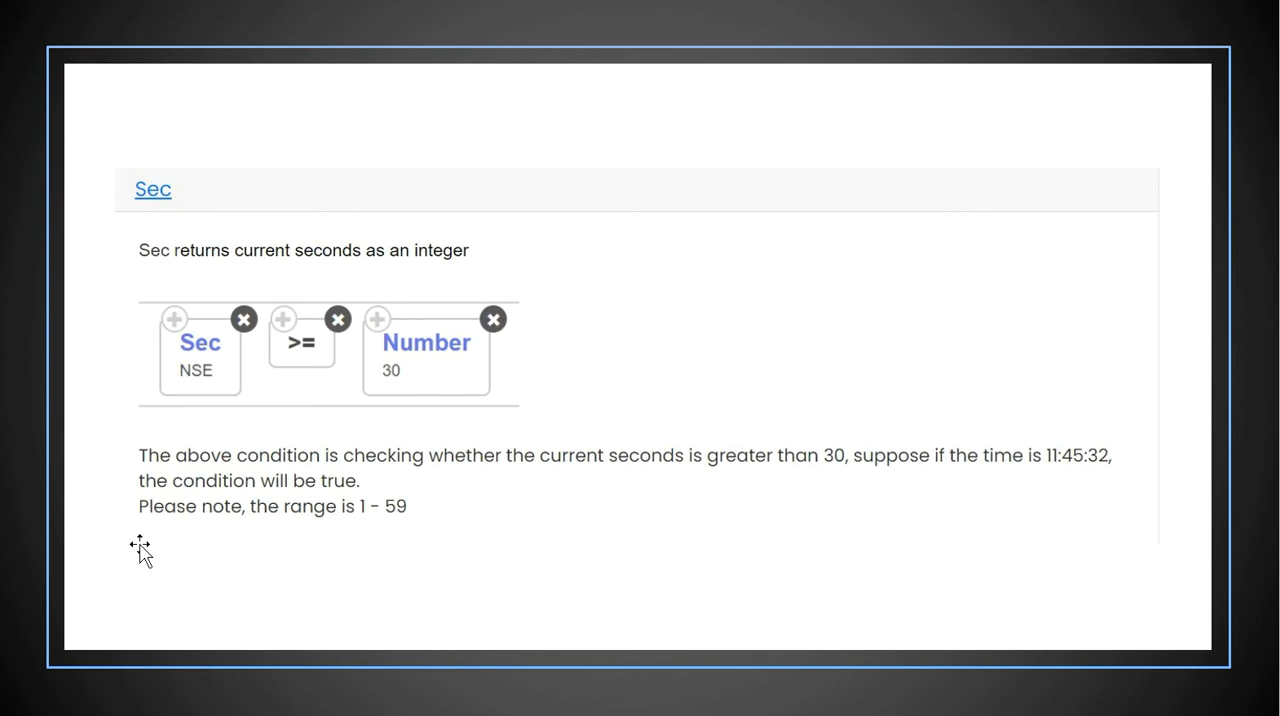 Sec
Sec returns current seconds as an integer
Sec >= Number
NSE 30
The above condition is checking whether the current seconds is greater than 30, suppose if the time is 11:45:32,
the condition will be true.
Please note, the range is 1 - 59